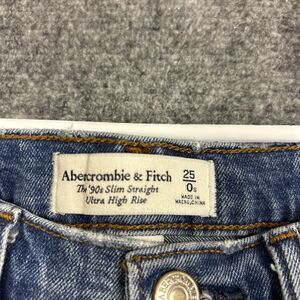 Abercrombie & Fitch
The '90s Slim Straight
Ultra High Rise
25
0S
MADE IN
MACAU, CHINA